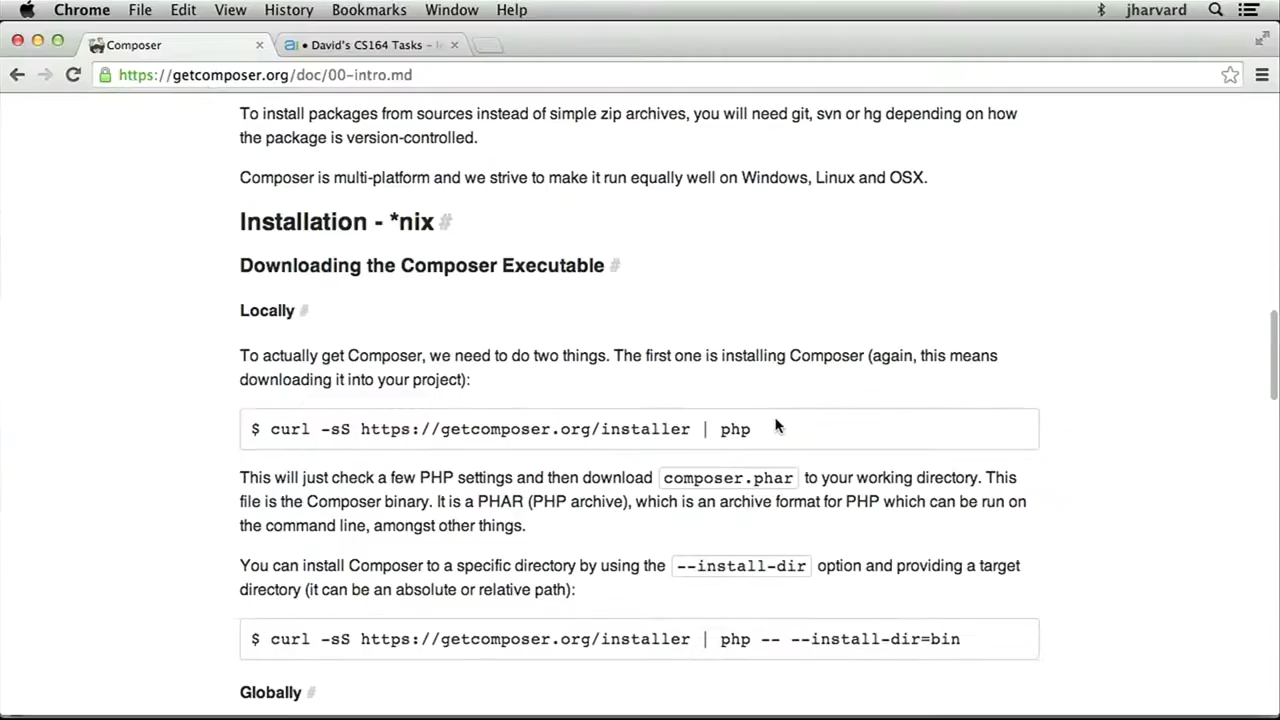 Chrome File Edit View History Bookmarks Window Help jharvard
Composer × • David's CS164 Tasks - ×
https://getcomposer.org/doc/00-intro.md
To install packages from sources instead of simple zip archives, you will need git, svn or hg depending on how
the package is version-controlled.
Composer is multi-platform and we strive to make it run equally well on Windows, Linux and OSX.
Installation - *nix #
Downloading the Composer Executable #
Locally #
To actually get Composer, we need to do two things. The first one is installing Composer (again, this means
downloading it into your project):
$ curl -sS https://getcomposer.org/installer | php
This will just check a few PHP settings and then download composer.phar to your working directory. This
file is the Composer binary. It is a PHAR (PHP archive), which is an archive format for PHP which can be run on
the command line, amongst other things.
You can install Composer to a specific directory by using the --install-dir option and providing a target
directory (it can be an absolute or relative path):
$ curl -sS https://getcomposer.org/installer | php -- --install-dir=bin
Globally #